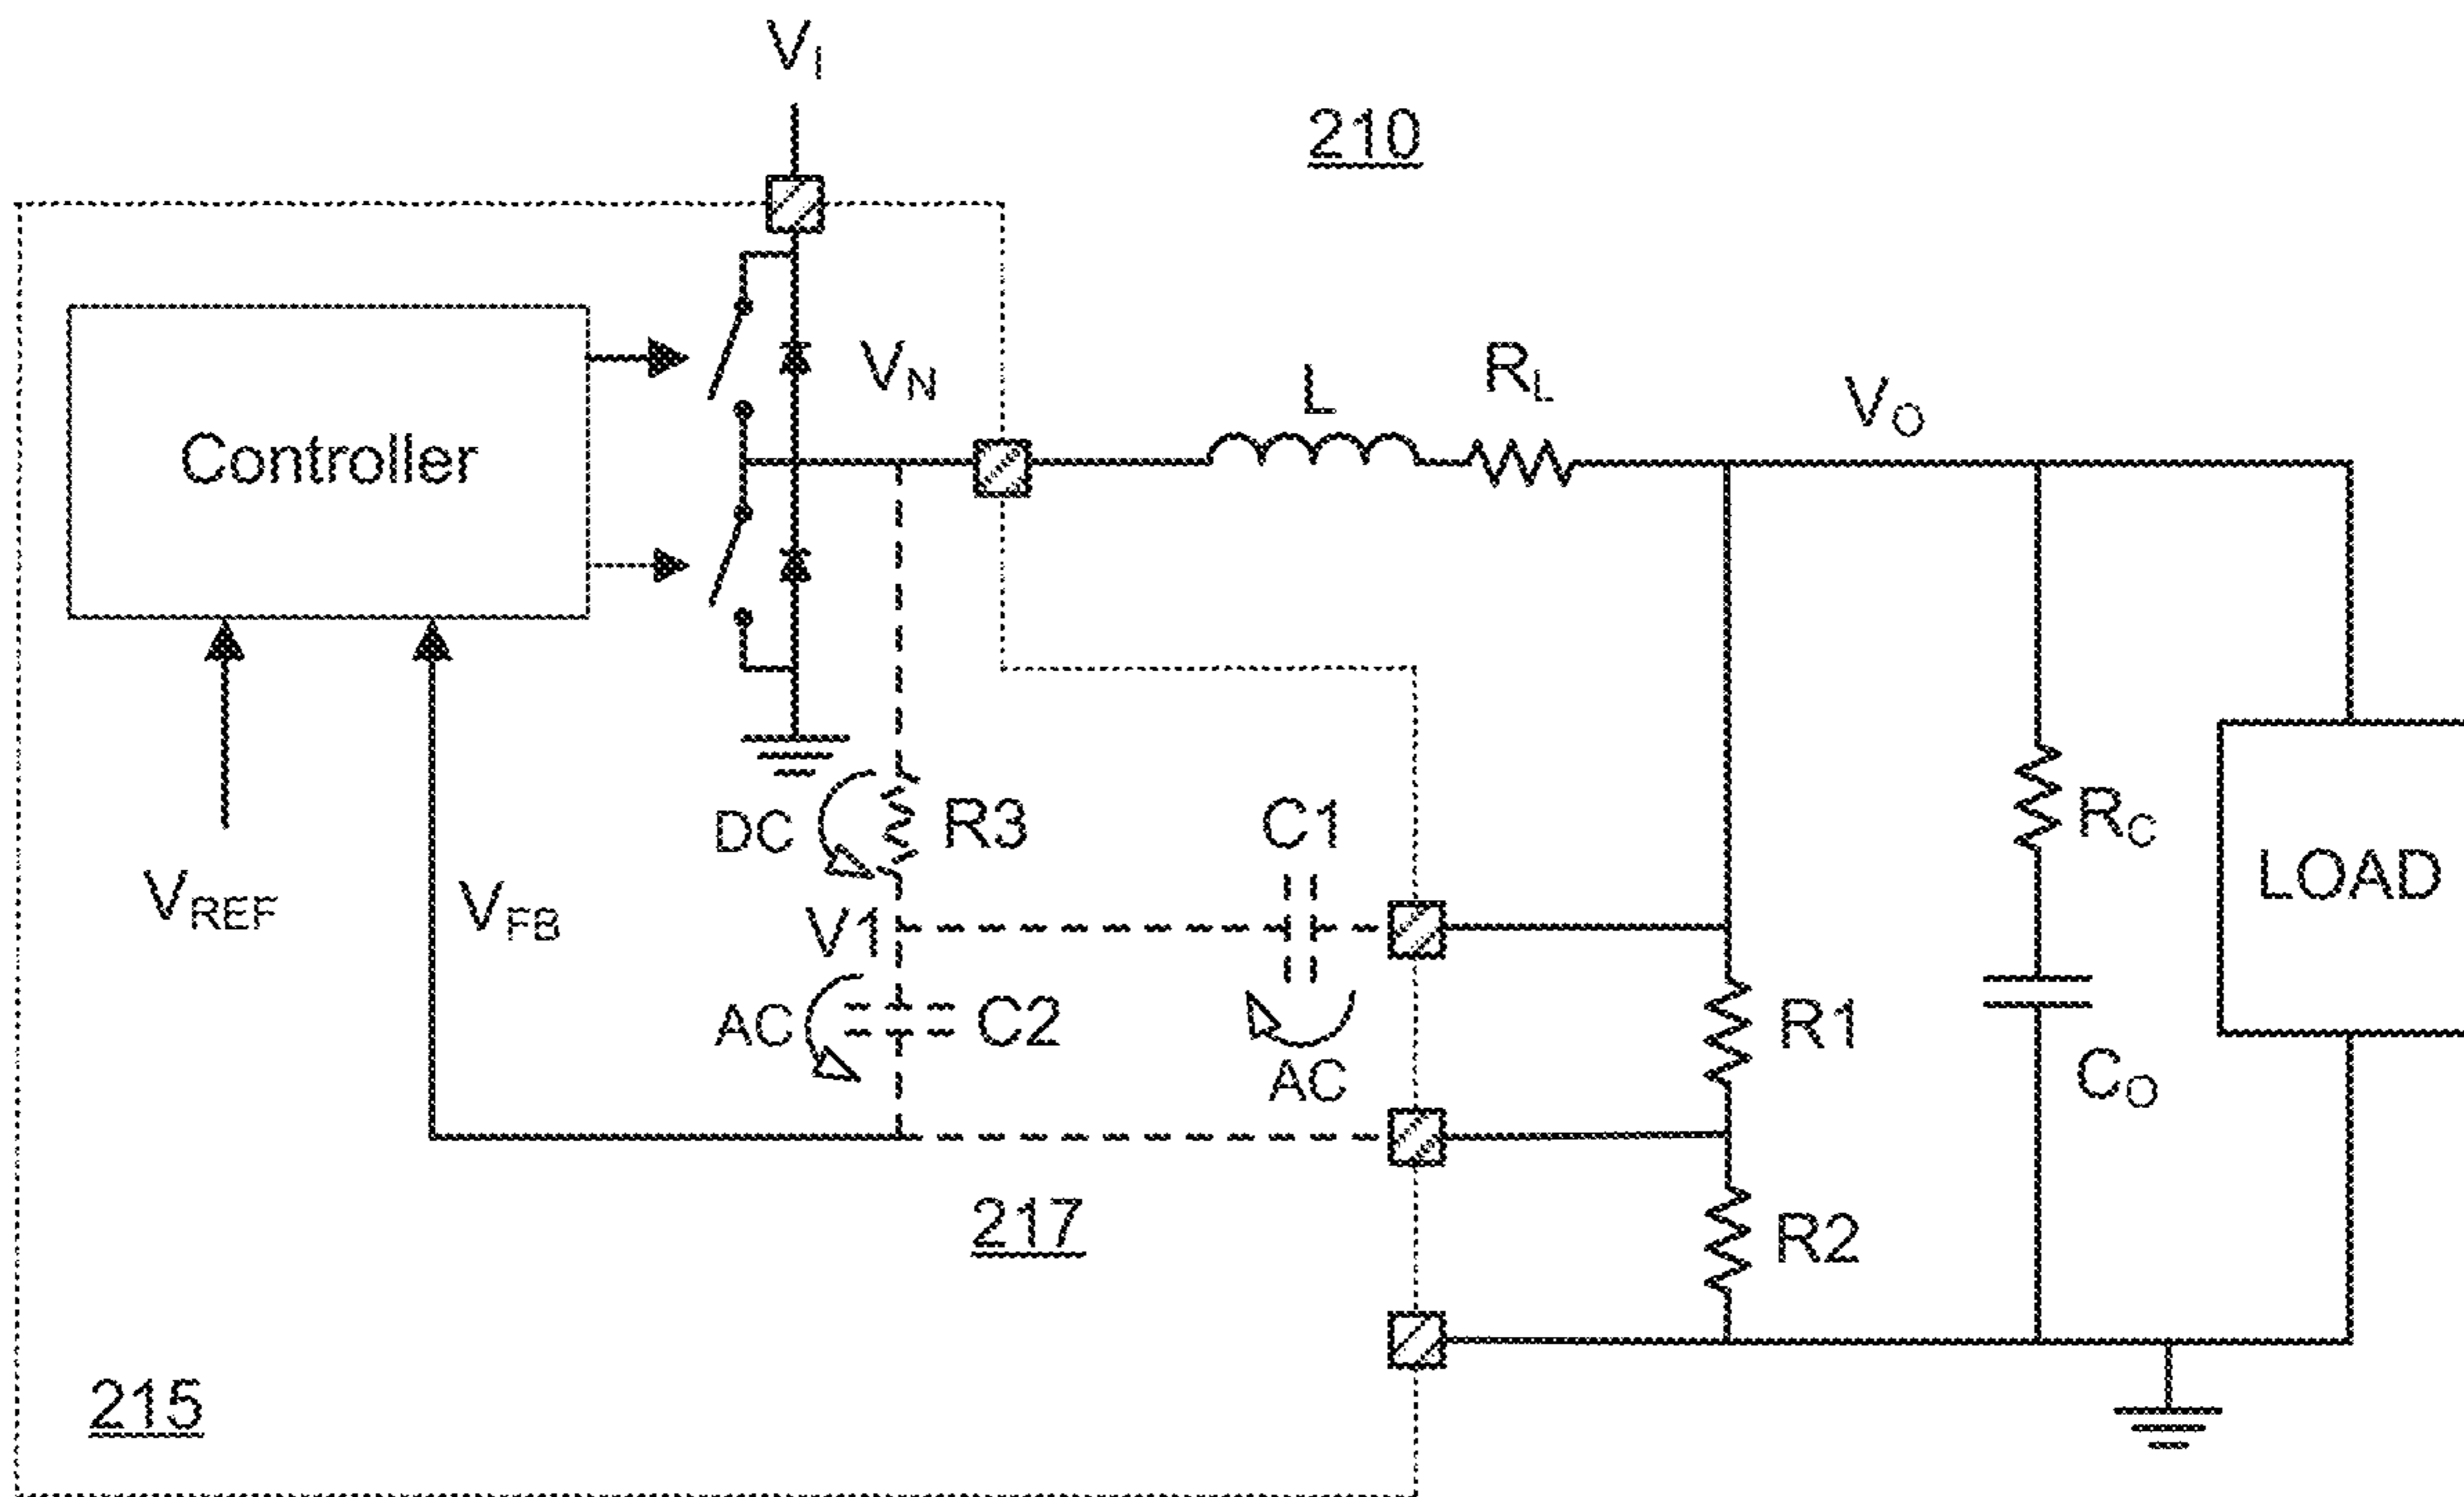 V_I
210
Controller
V_N
L
R_L
V_O
DC
R3
C1
R_C
LOAD
V_REF
V_FB
V1
AC
C2
AC
R1
C_O
217
R2
215